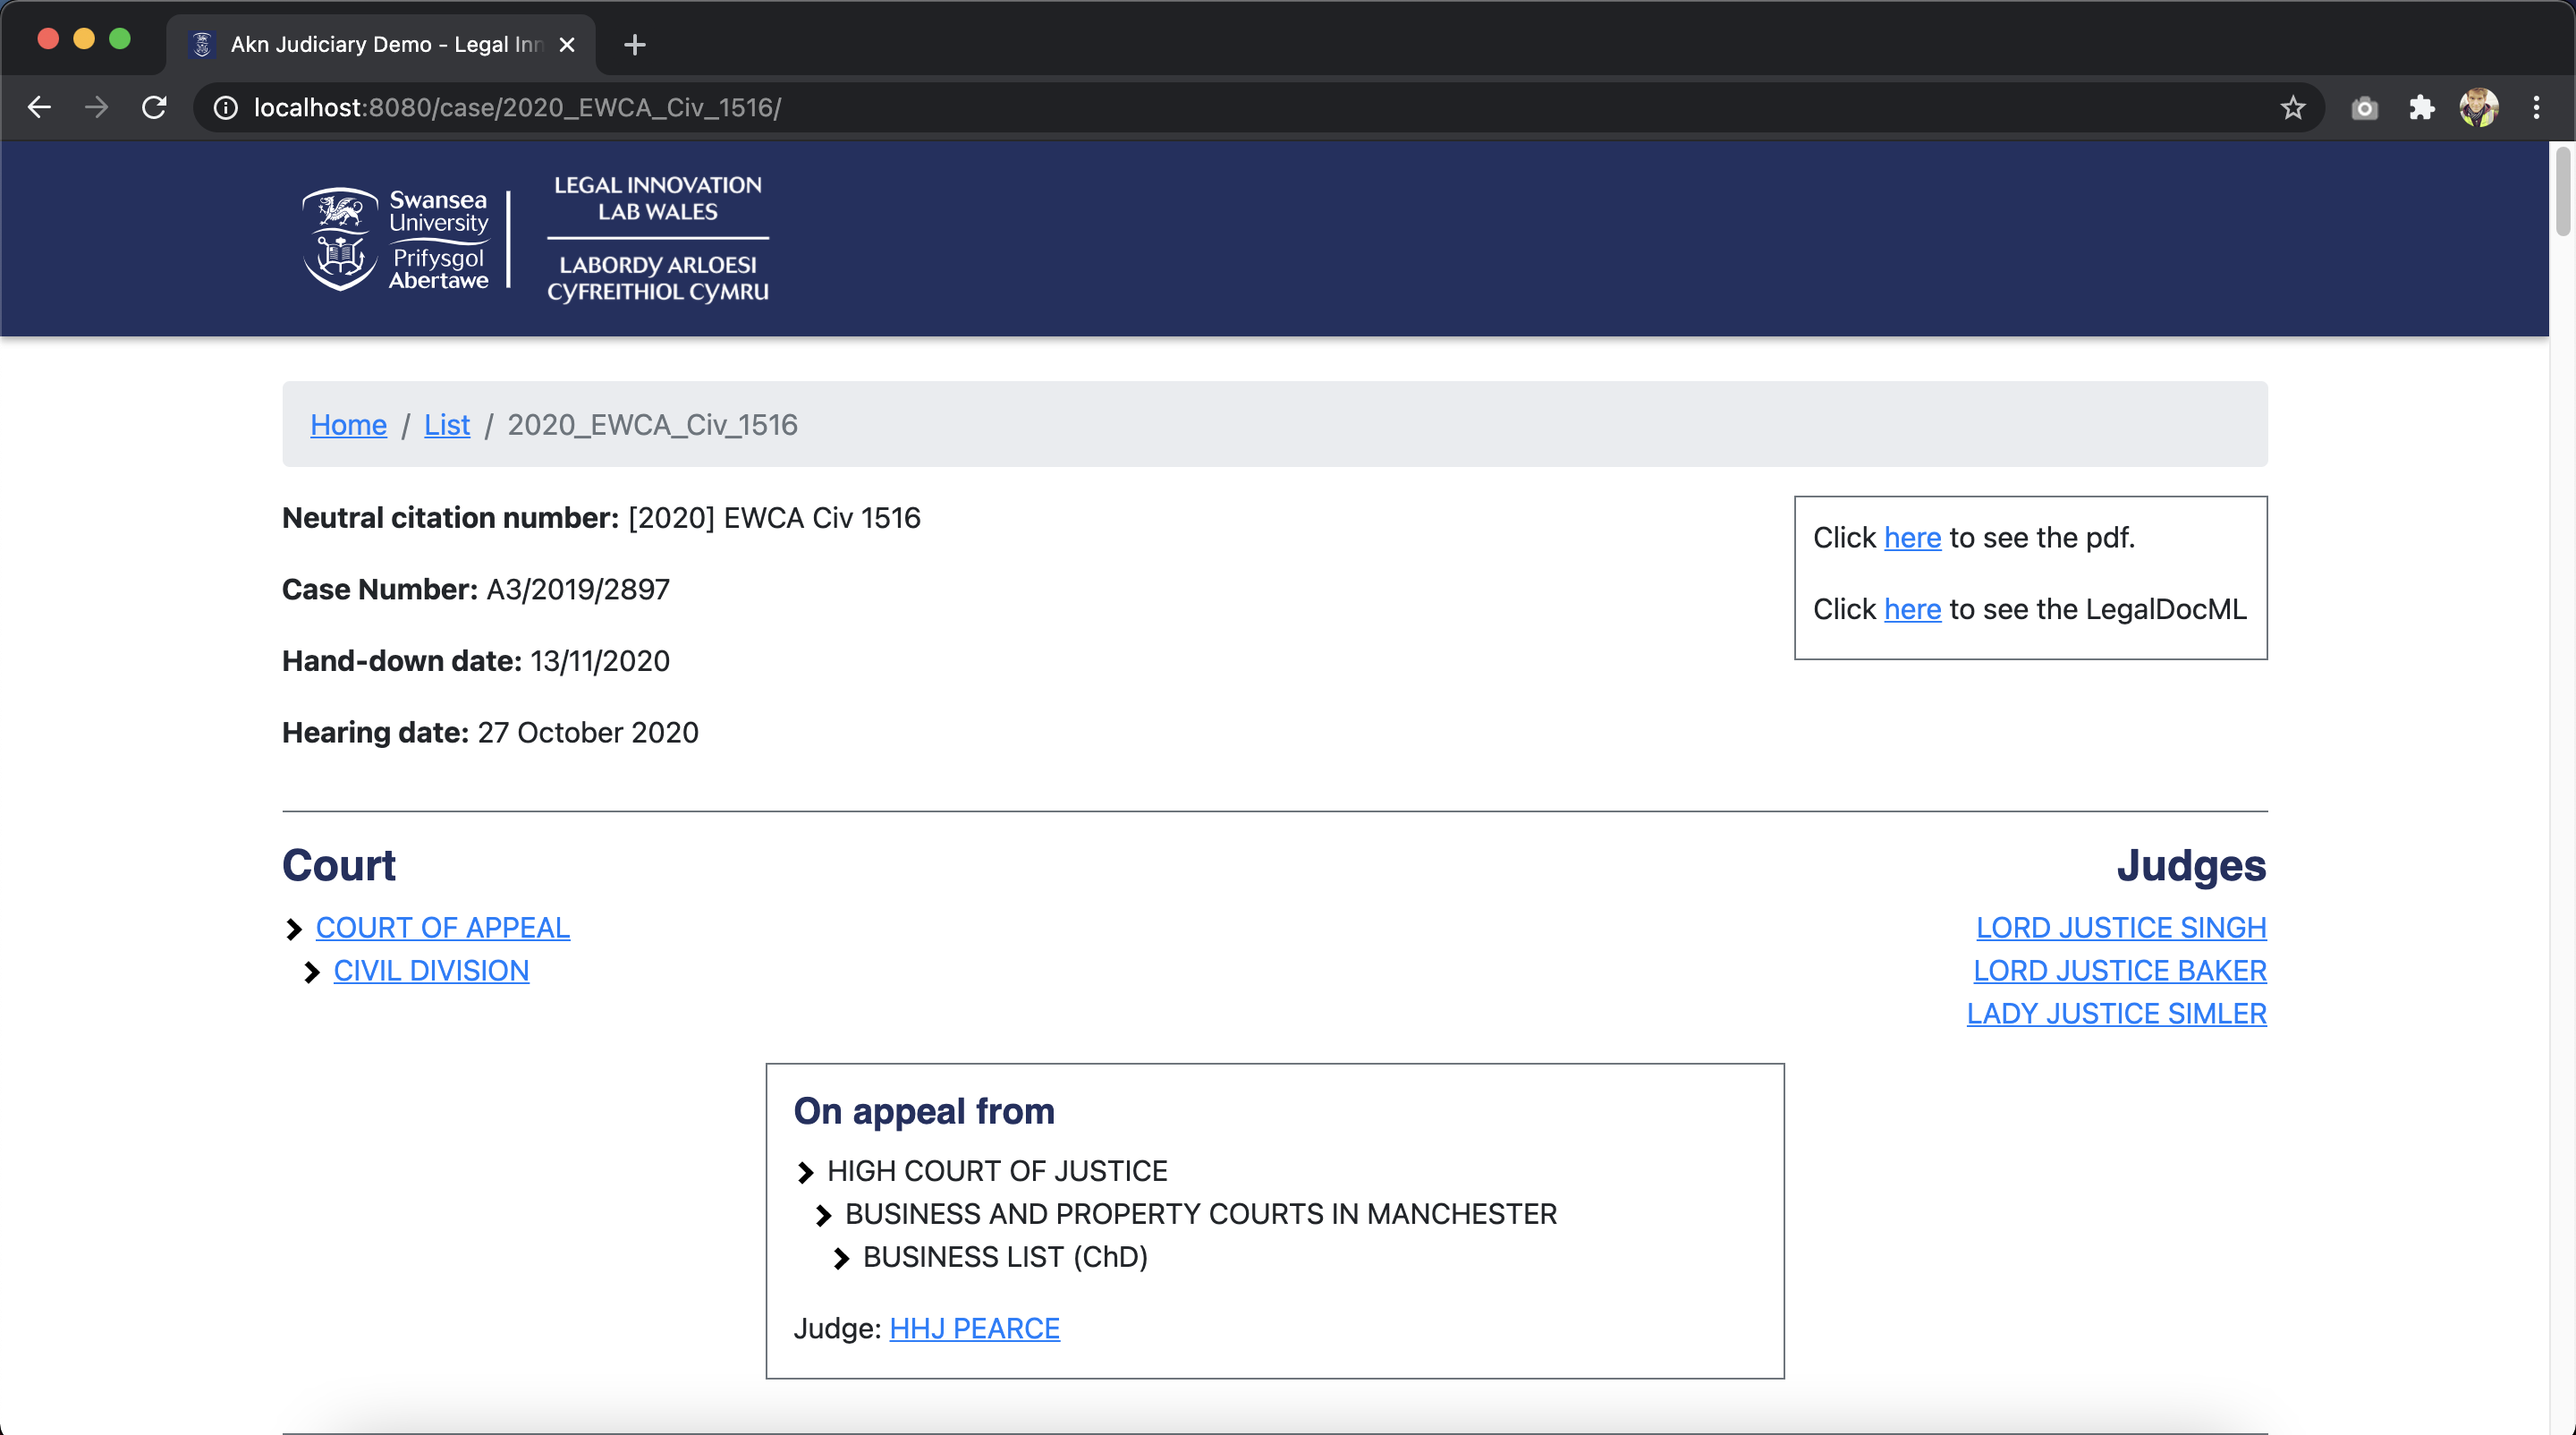 Akn Judiciary Demo - Legal Inn
localhost:8080/case/2020_EWCA_Civ_1516/
Swansea
University
Prifysgol
Abertawe
LEGAL INNOVATION
LAB WALES
LABORDY ARLOESI
CYFREITHIOL CYMRU
Home / List / 2020_EWCA_Civ_1516
Neutral citation number: [2020] EWCA Civ 1516
Case Number: A3/2019/2897
Hand-down date: 13/11/2020
Hearing date: 27 October 2020
Click here to see the pdf.
Click here to see the LegalDocML
Court
COURT OF APPEAL
CIVIL DIVISION
Judges
LORD JUSTICE SINGH
LORD JUSTICE BAKER
LADY JUSTICE SIMLER
On appeal from
HIGH COURT OF JUSTICE
BUSINESS AND PROPERTY COURTS IN MANCHESTER
BUSINESS LIST (ChD)
Judge: HHJ PEARCE